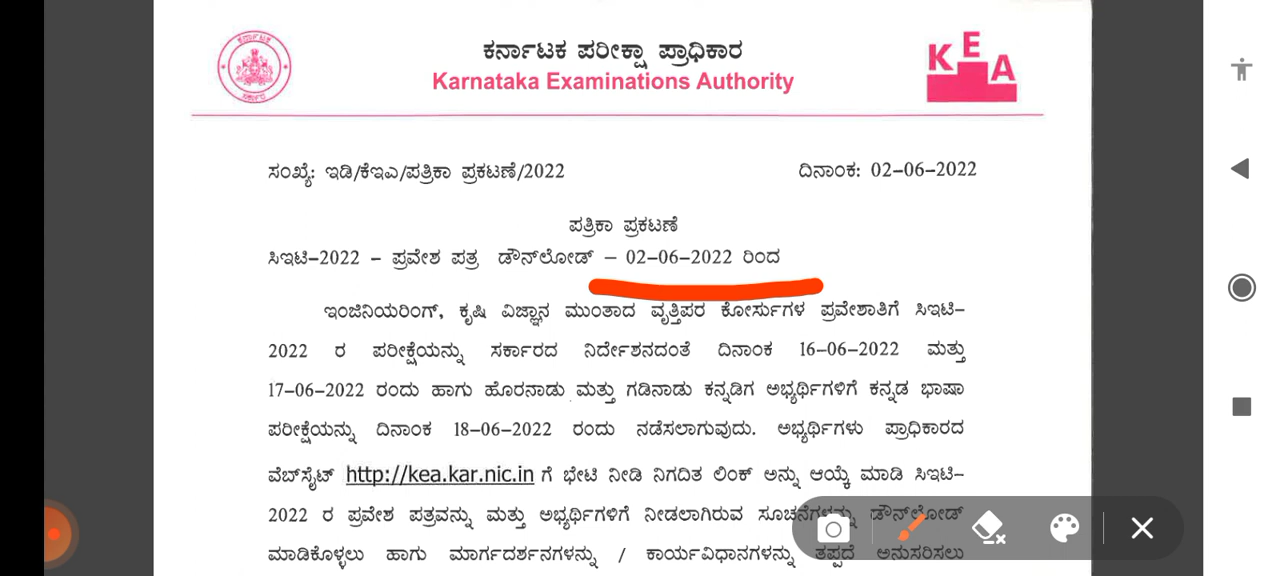 ಕರ್ನಾಟಕ ಪರೀಕ್ಷಾ ಪ್ರಾಧಿಕಾರ
Karnataka Examinations Authority
KEA
ಸಂಖ್ಯೆ: ಇಡಿ/ಕೆಇಎ/ಪತ್ರಿಕಾ ಪ್ರಕಟಣೆ/2022 ದಿನಾಂಕ: 02-06-2022
ಪತ್ರಿಕಾ ಪ್ರಕಟಣೆ
ಸಿಇಟಿ-2022 – ಪ್ರವೇಶ ಪತ್ರ ಡೌನ್‌ಲೋಡ್ – 02-06-2022 ರಿಂದ
ಇಂಜಿನಿಯರಿಂಗ್, ಕೃಷಿ ವಿಜ್ಞಾನ ಮುಂತಾದ ವೃತ್ತಿಪರ ಕೋರ್ಸುಗಳ ಪ್ರವೇಶಾತಿಗೆ ಸಿಇಟಿ-
2022 ರ ಪರೀಕ್ಷೆಯನ್ನು ಸರ್ಕಾರದ ನಿರ್ದೇಶನದಂತೆ ದಿನಾಂಕ 16-06-2022 ಮತ್ತು
17-06-2022 ರಂದು ಹಾಗು ಹೊರನಾಡು ಮತ್ತು ಗಡಿನಾಡು ಕನ್ನಡಿಗ ಅಭ್ಯರ್ಥಿಗಳಿಗೆ ಕನ್ನಡ ಭಾಷಾ
ಪರೀಕ್ಷೆಯನ್ನು ದಿನಾಂಕ 18-06-2022 ರಂದು ನಡೆಸಲಾಗುವುದು. ಅಭ್ಯರ್ಥಿಗಳು ಪ್ರಾಧಿಕಾರದ
ವೆಬ್‌ಸೈಟ್ http://kea.kar.nic.in ಗೆ ಭೇಟಿ ನೀಡಿ ನಿಗದಿತ ಲಿಂಕ್ ಅನ್ನು ಆಯ್ಕೆ ಮಾಡಿ ಸಿಇಟಿ-
2022 ರ ಪ್ರವೇಶ ಪತ್ರವನ್ನು ಮತ್ತು ಅಭ್ಯರ್ಥಿಗಳಿಗೆ ನೀಡಲಾಗಿರುವ ಸೂಚನೆಗಳನ್ನು ಡೌನ್‌ಲೋಡ್
ಮಾಡಿಕೊಳ್ಳಲು ಹಾಗು ಮಾರ್ಗದರ್ಶನಗಳನ್ನು / ಕಾರ್ಯವಿಧಾನಗಳನ್ನು ತಪ್ಪದೆ ಅನುಸರಿಸಲು